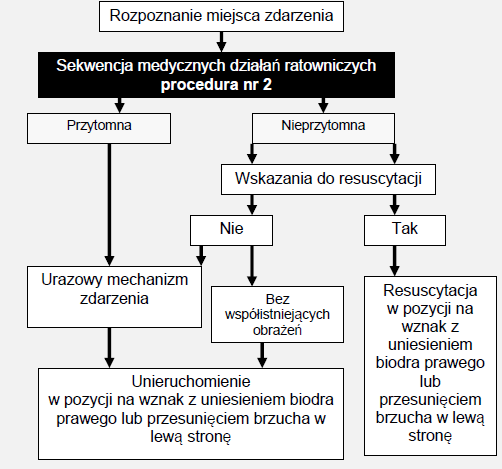 Rozpoznanie miejsca zdarzenia
Sekwencja medycznych działań ratowniczych
procedura nr 2
Przytomna
Nieprzytomna
Wskazania do resuscytacji
Nie
Tak
Urazowy mechanizm
zdarzenia
Bez
współistniejących
obrażeń
Resuscytacja
w pozycji na
wznak z
uniesieniem
biodra prawego
lub
przesunięciem
brzucha w lewą
stronę
Unieruchomienie
w pozycji na wznak z uniesieniem biodra
prawego lub przesunięciem brzucha w
lewą stronę